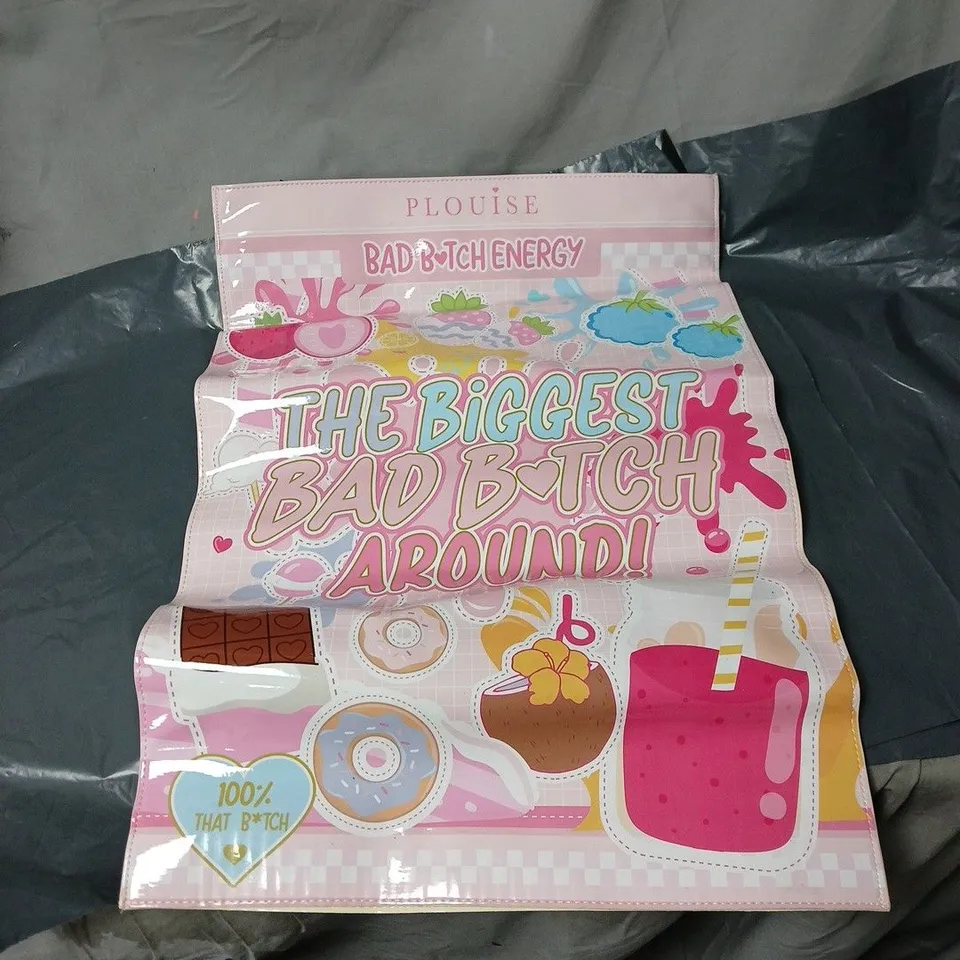 PLOUISE
BAD B♥TCH ENERGY
THE BiGGEST
BAD B♥TCH
AROUND!
100%
THAT B*TCH